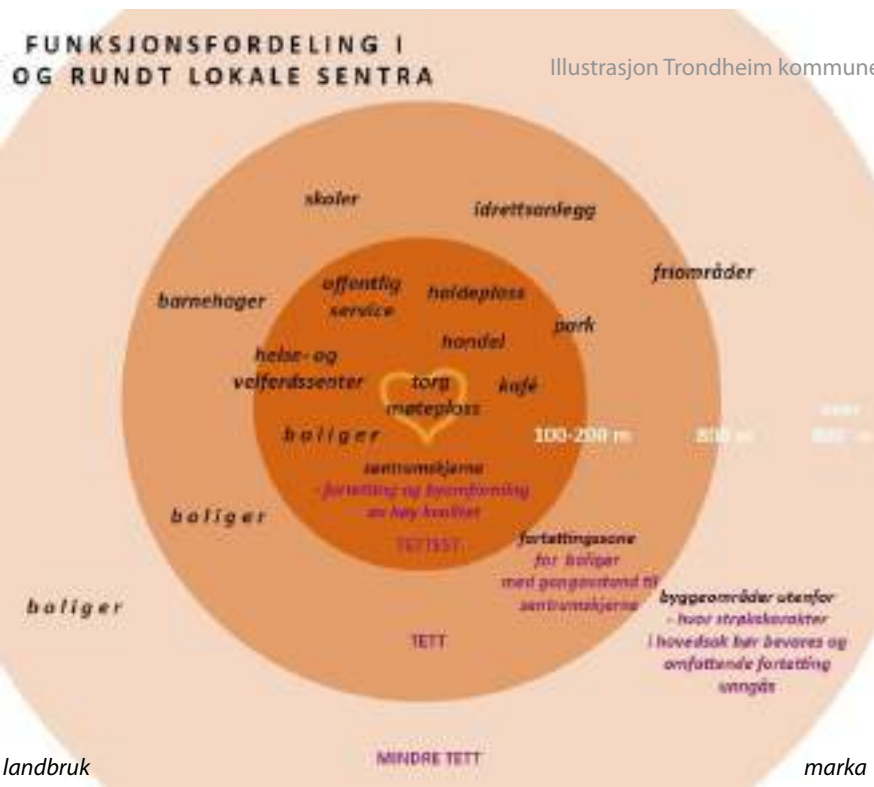 FUNKSJONSFORDELING I
OG RUNDT LOKALE SENTRA
Illustrasjon Trondheim kommune
skoler
idrettsanlegg
friområder
barnehager
offentlig
service
holdeplass
park
handel
helse- og
velferdssenter
torg
møteplass
kafé
boliger
100-200 m
800 m
over
800 m
sentrumskjerne
- fortetting og byomforming
av høy kvalitet
TETTEST
boliger
fortettingssone
for boliger
med gangavstand til
sentrumskjerne
boliger
byggeområder utenfor
- hvor strøkskarakter
i hovedsak bør bevares og
omfattende fortetting
unngås
TETT
MINDRE TETT
landbruk
marka